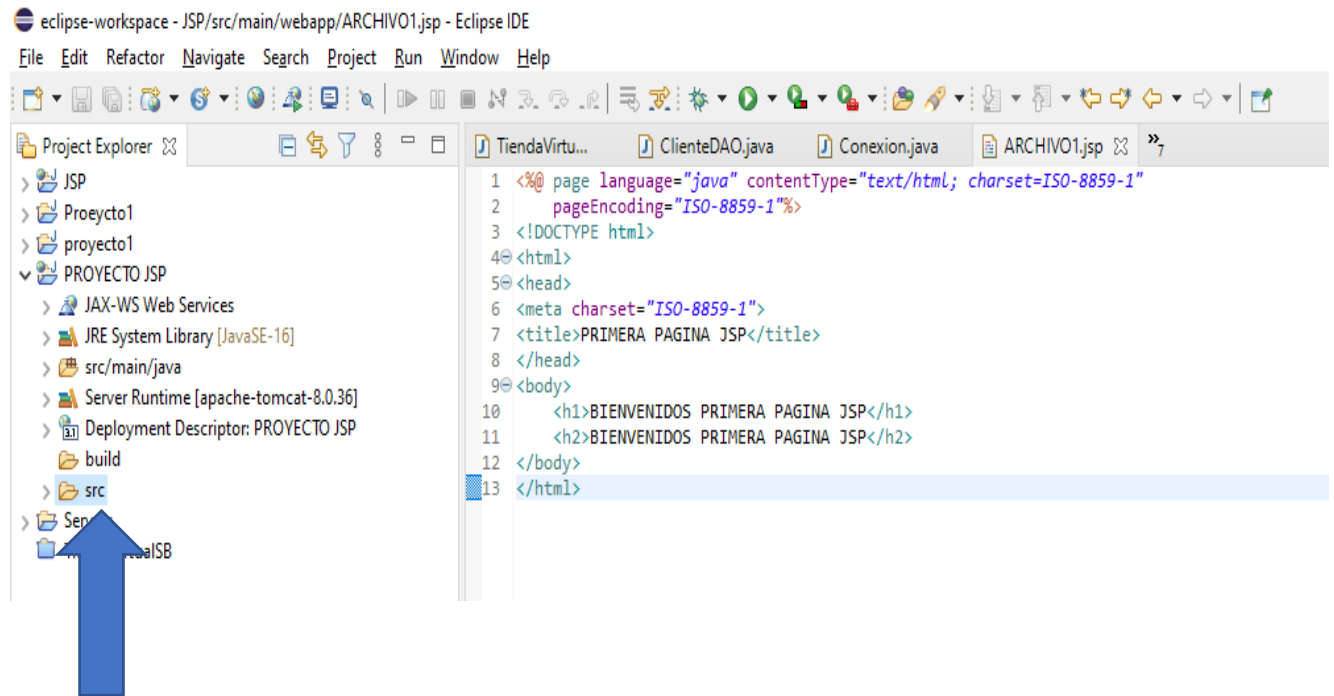 eclipse-workspace - JSP/src/main/webapp/ARCHIVO1.jsp - Eclipse IDE
File Edit Refactor Navigate Search Project Run Window Help
Project Explorer
JSP
Proeycto1
proyecto1
PROYECTO JSP
JAX-WS Web Services
JRE System Library [JavaSE-16]
src/main/java
Server Runtime [apache-tomcat-8.0.36]
3.1 Deployment Descriptor: PROYECTO JSP
build
src
TiendaVirtu... ClienteDAO.java Conexion.java ARCHIVO1.jsp »7
1 <%@ page language="java" contentType="text/html; charset=ISO-8859-1"
2 pageEncoding="ISO-8859-1"%>
3 <!DOCTYPE html>
4 <html>
5 <head>
6 <meta charset="ISO-8859-1">
7 <title>PRIMERA PAGINA JSP</title>
8 </head>
9 <body>
10 <h1>BIENVENIDOS PRIMERA PAGINA JSP</h1>
11 <h2>BIENVENIDOS PRIMERA PAGINA JSP</h2>
12 </body>
13 </html>